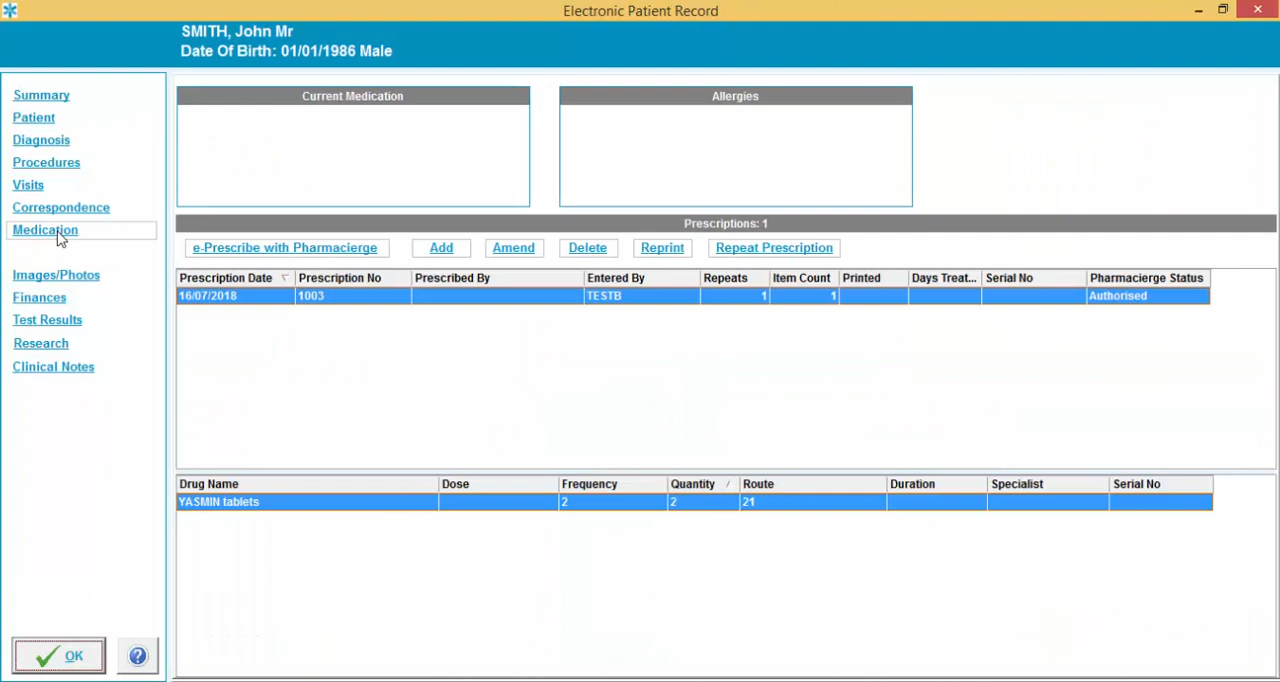 Electronic Patient Record
SMITH, John Mr
Date Of Birth: 01/01/1986 Male
Summary
Patient
Diagnosis
Procedures
Visits
Correspondence
Medication
Images/Photos
Finances
Test Results
Research
Clinical Notes
OK
Current Medication
Allergies
Prescriptions: 1
e-Prescribe with Pharmacierge Add Amend Delete Reprint Repeat Prescription
Prescription Date Prescription No Prescribed By Entered By Repeats Item Count Printed Days Treat... Serial No Pharmacierge Status
16/07/2018 1003 TESTB 1 1 Authorised
Drug Name Dose Frequency Quantity Route Duration Specialist Serial No
YASMIN tablets 2 2 21